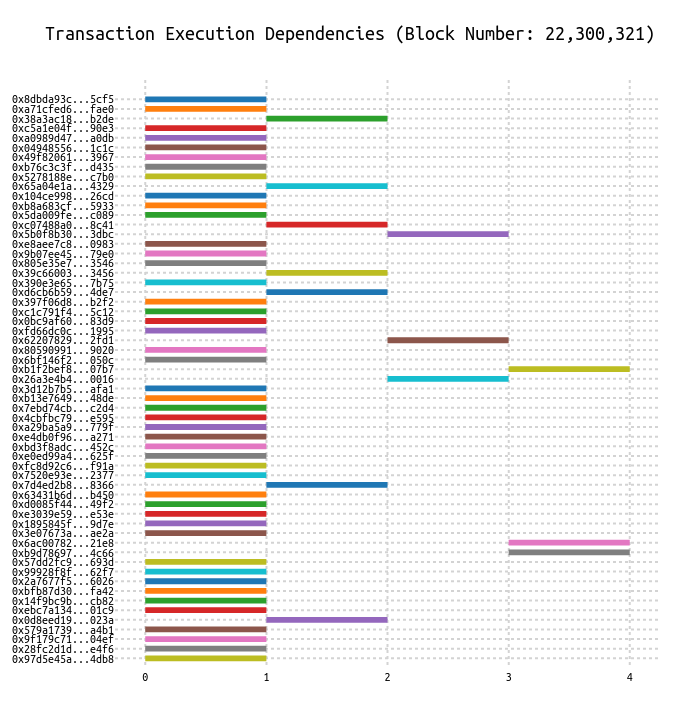 Transaction Execution Dependencies (Block Number: 22,300,321)
0x8dbda93c...5cf5
0xa71cfed6...fae0
0x38a3ac18...b2de
0xc5a1e04f...90e3
0xa0989d47...a0db
0x04948556...1c1c
0x49f82061...3967
0xb76c3c3f...d435
0x5278188e...c7b0
0x65a04e1a...4329
0x104ce998...26cd
0xb8a683cf...5933
0x5da009fe...c089
0xc07488a0...8c41
0x5b0f8b30...3dbc
0xe8aee7c8...0983
0x9b07ee45...79e0
0x805e35e7...3546
0x39c66003...3456
0x390e3e65...7b75
0xd6cb6b59...4de7
0x397f06d8...b2f2
0xc1c791f4...5c12
0x0bc9af60...83d9
0xfd66dc0c...1995
0x62207829...2fd1
0x80590991...9020
0x6bf146f2...050c
0xb1f2bef8...07b7
0x26a3e4b4...0016
0x3d12b7b5...afa1
0xb13e7649...48de
0x7ebd74cb...c2d4
0x4cbfbc79...e595
0xa29ba5a9...779f
0xe4db0f96...a271
0xbd3f8adc...452c
0xe0ed99a4...625f
0xfc8d92c6...f91a
0x7520e93e...2377
0x7d4ed2b8...8366
0x63431b6d...b450
0xd0085f44...49f2
0xe3039e59...e53e
0x1895845f...9d7e
0x3e07673a...ae2a
0x6ac00782...21e8
0xb9d78697...4c66
0x57dd2fc9...693d
0x99928f8f...62f7
0x2a7677f5...6026
0xbfb87d30...fa42
0x14f9bc9b...cb82
0xebc7a134...01c9
0x0d8eed19...023a
0x579a1739...a4b1
0x9f179c71...04ef
0x28fc2d1d...e4f6
0x97d5e45a...4db8
0 1 2 3 4